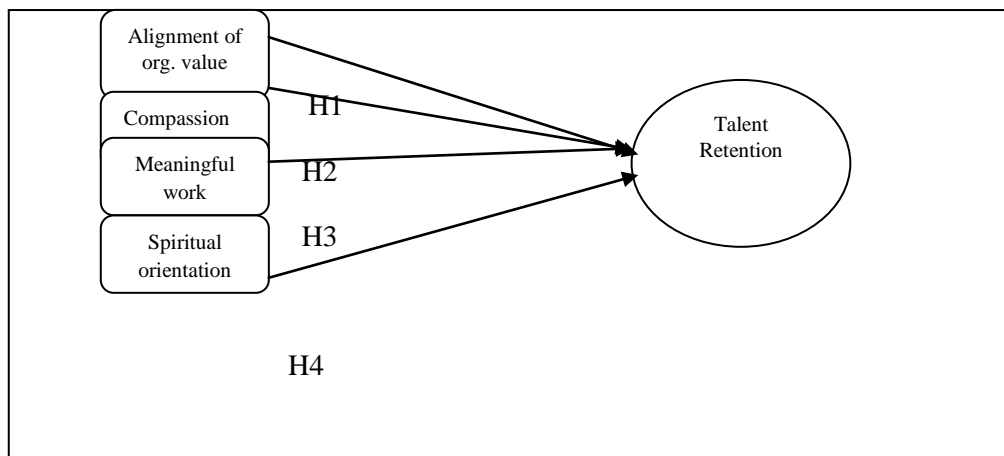 Alignment of
org. value
Compassion
H1
Meaningful
work
H2
Spiritual
orientation
H3
H4
Talent
Retention